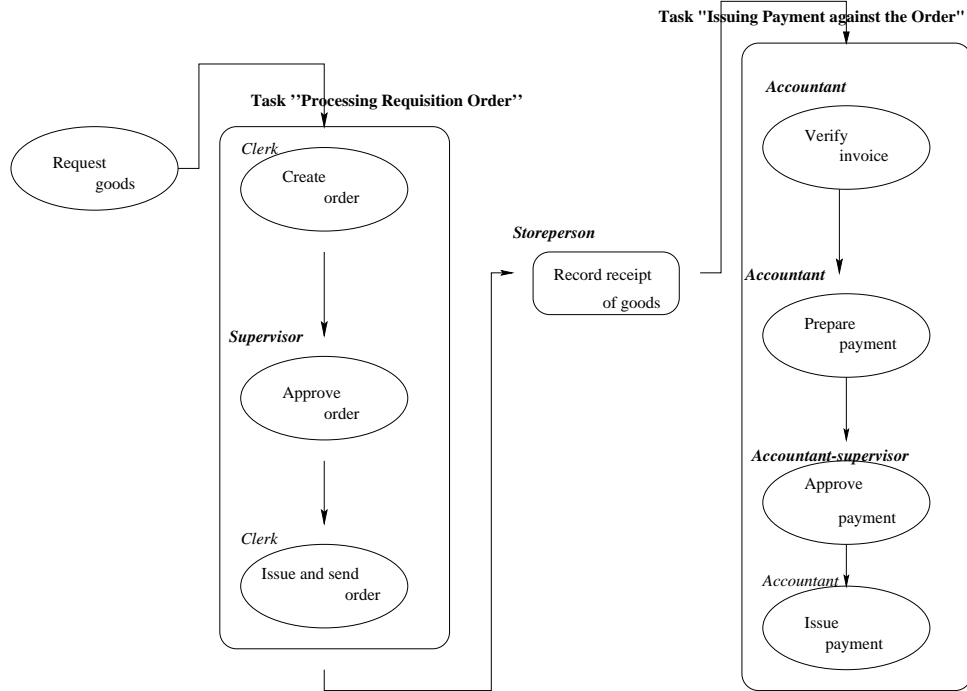 Request
goods
Task ’’Processing Requisition Order’’
Clerk
Create
order
Supervisor
Approve
order
Clerk
Issue and send
order
Storeperson
Record receipt
of goods
Task "Issuing Payment against the Order"
Accountant
Verify
invoice
Accountant
Prepare
payment
Accountant-supervisor
Approve
payment
Accountant
Issue
payment